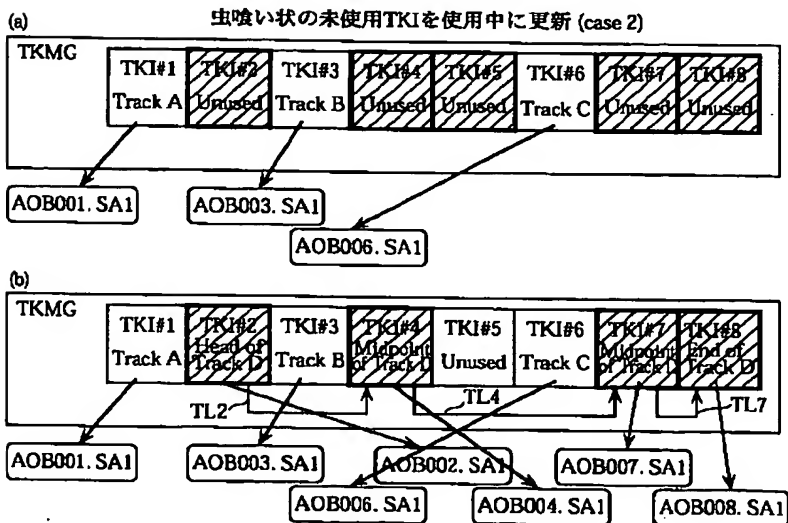 虫喰い状の未使用TKIを使用中に更新 (case 2)
(a)
TKMG
TKI#1 TKI#2 TKI#3 TKI#4 TKI#5 TKI#6 TKI#7 TKI#8
Track A Unused Track B Unused Unused Track C Unused Unused
AOB001. SA1 AOB003. SA1
AOB006. SA1
(b)
TKMG
TKI#1 TKI#2 TKI#3 TKI#4 TKI#5 TKI#6 TKI#7 TKI#8
Track A Head of Track D Track B Midpoint of Track D Unused Track C Midpoint of Track D End of Track D
TL2 TL4 TL7
AOB001. SA1 AOB003. SA1 AOB002. SA1 AOB007. SA1
AOB006. SA1 AOB004. SA1 AOB008. SA1